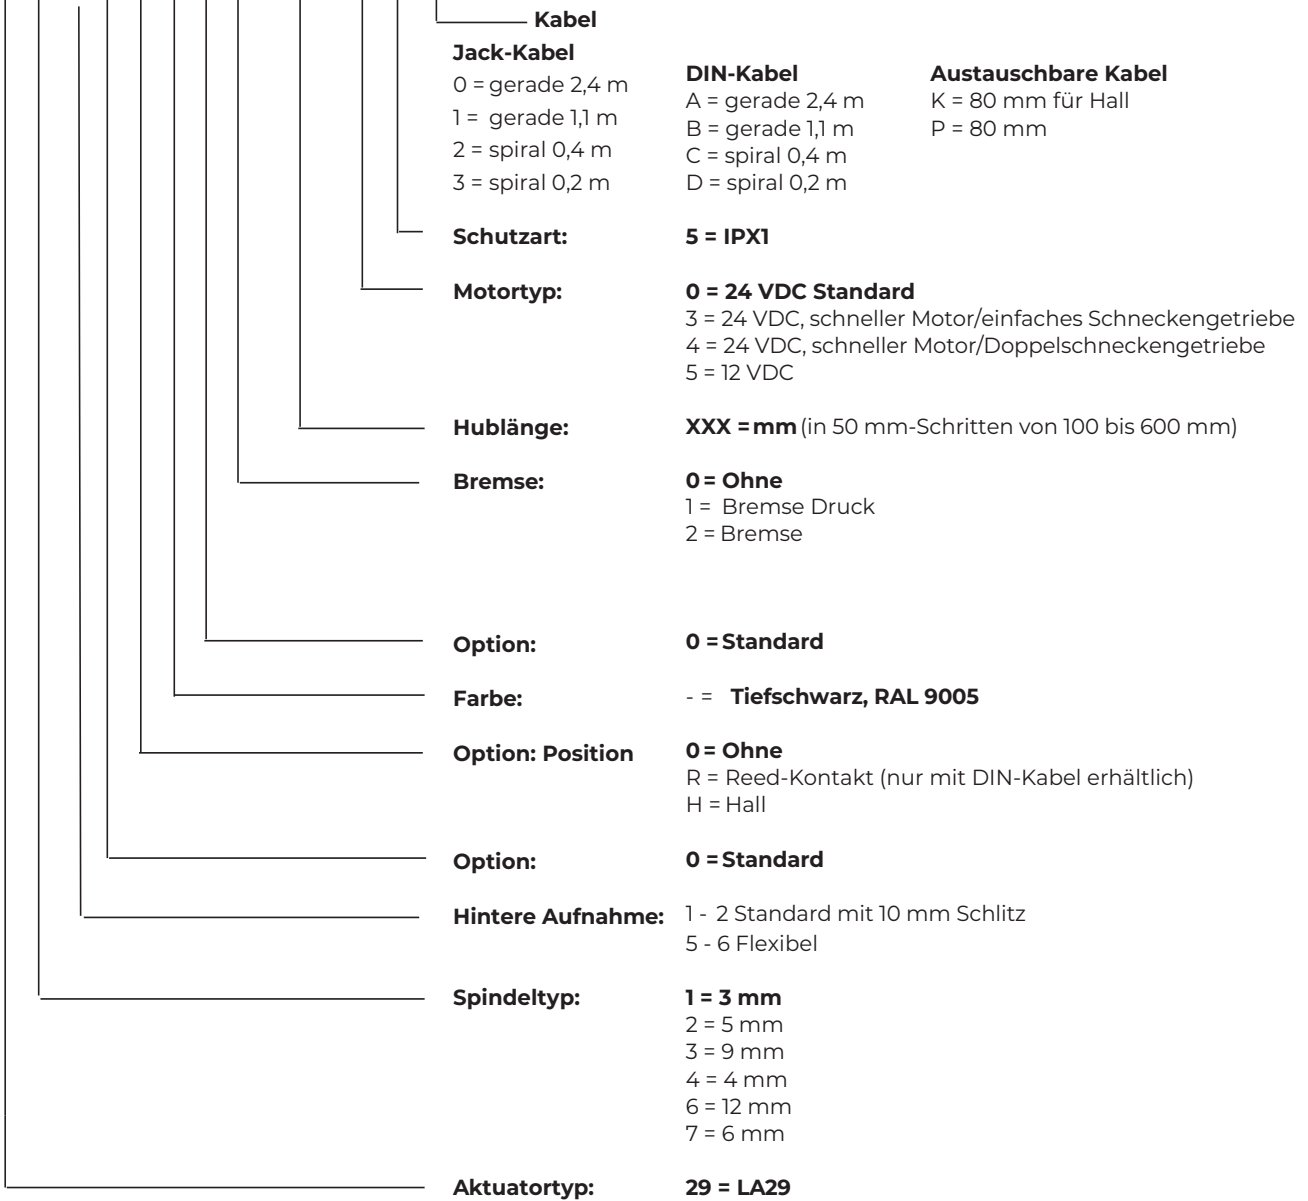 Kabel
Jack-Kabel
0 = gerade 2,4 m
1 = gerade 1,1 m
2 = spiral 0,4 m
3 = spiral 0,2 m
DIN-Kabel
A = gerade 2,4 m
B = gerade 1,1 m
C = spiral 0,4 m
D = spiral 0,2 m
Austauschbare Kabel
K = 80 mm für Hall
P = 80 mm
Schutzart: 5 = IPX1
Motortyp: 0 = 24 VDC Standard
3 = 24 VDC, schneller Motor/einfaches Schneckengetriebe
4 = 24 VDC, schneller Motor/Doppelschneckengetriebe
5 = 12 VDC
Hublänge: XXX = mm (in 50 mm-Schritten von 100 bis 600 mm)
Bremse: 0 = Ohne
1 = Bremse Druck
2 = Bremse
Option: 0 = Standard
Farbe: - = Tiefschwarz, RAL 9005
Option: Position 0 = Ohne
R = Reed-Kontakt (nur mit DIN-Kabel erhältlich)
H = Hall
Option: 0 = Standard
Hintere Aufnahme: 1 - 2 Standard mit 10 mm Schlitz
5 - 6 Flexibel
Spindeltyp: 1 = 3 mm
2 = 5 mm
3 = 9 mm
4 = 4 mm
6 = 12 mm
7 = 6 mm
Aktuatortyp: 29 = LA29